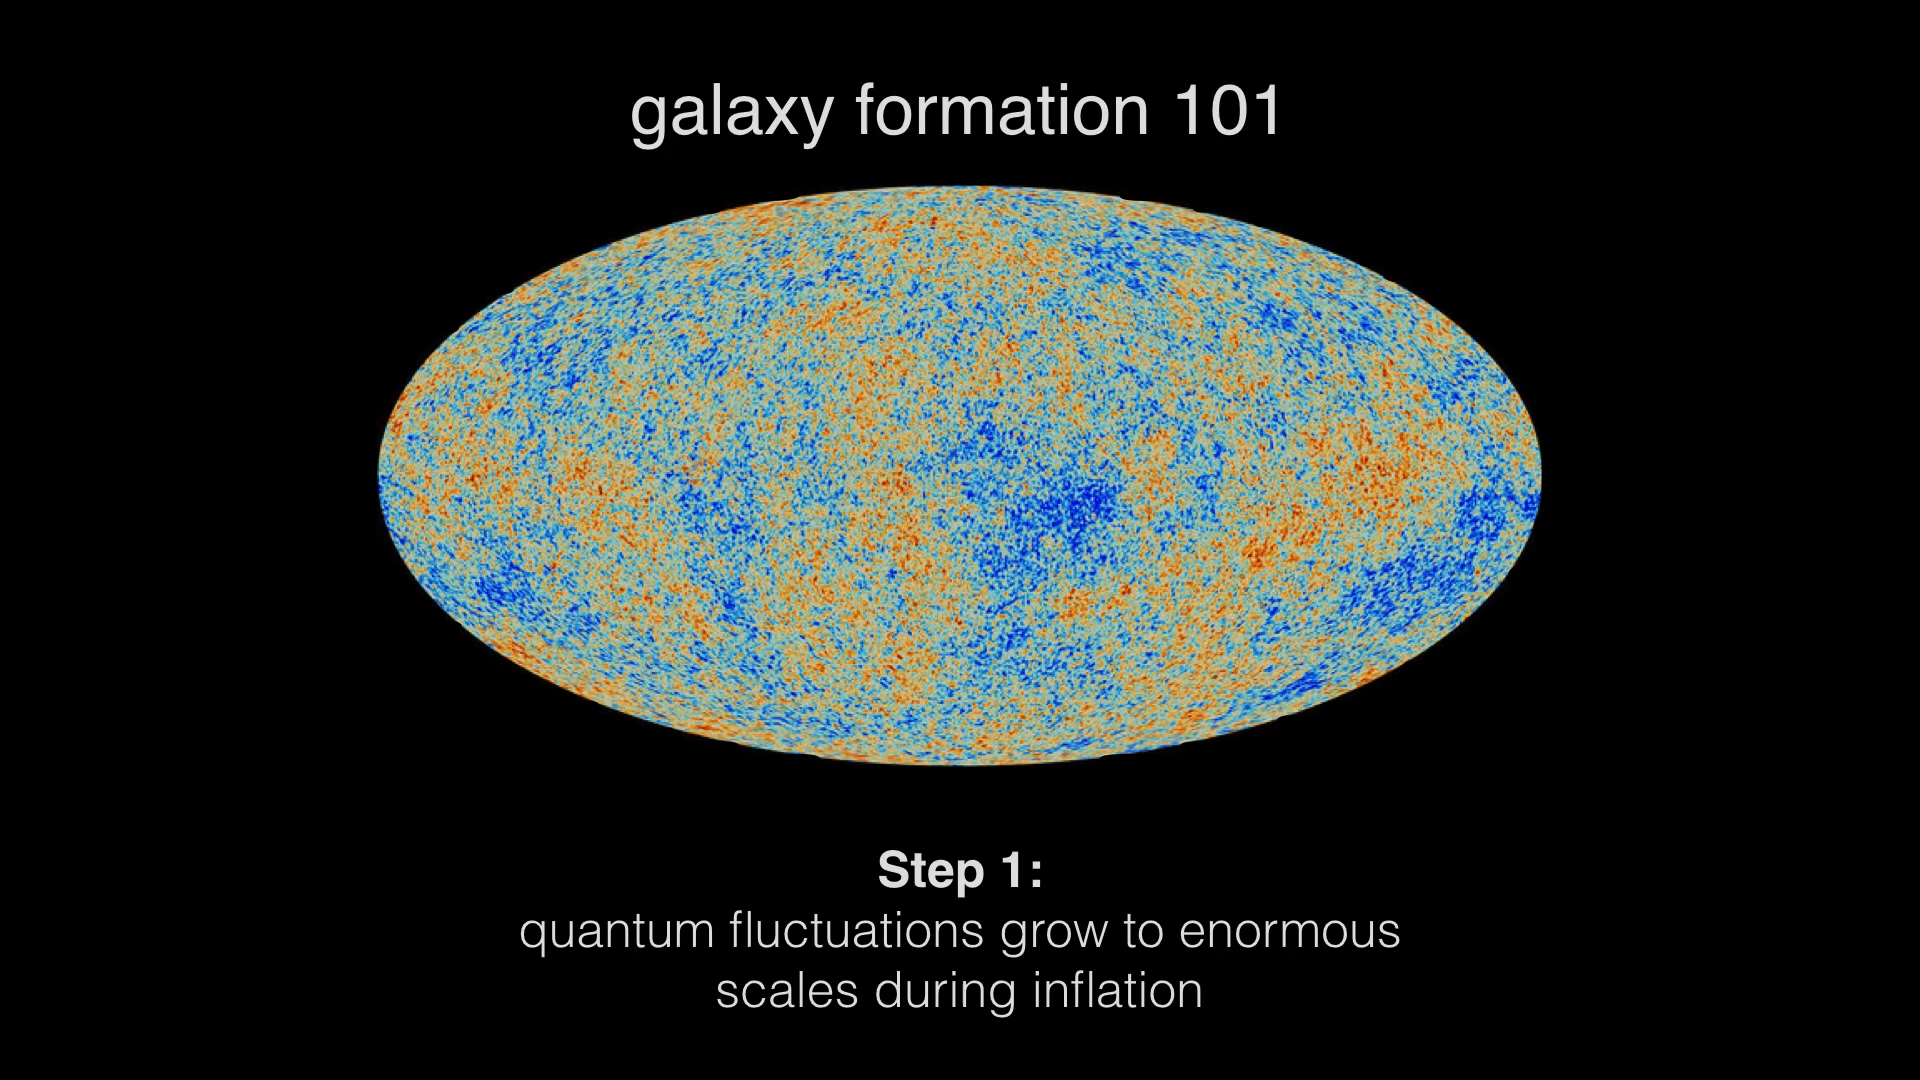 galaxy formation 101
Step 1:
quantum fluctuations grow to enormous
scales during inflation